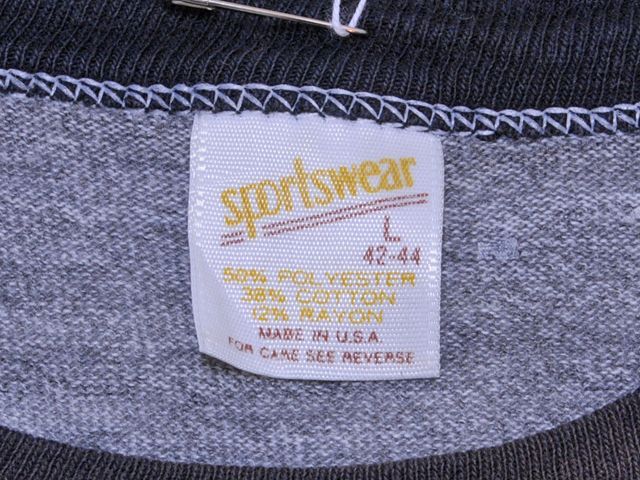 sportswear
L
42-44
50% POLYESTER
38% COTTON
12% RAYON
MADE IN U.S.A
FOR CARE SEE REVERSE